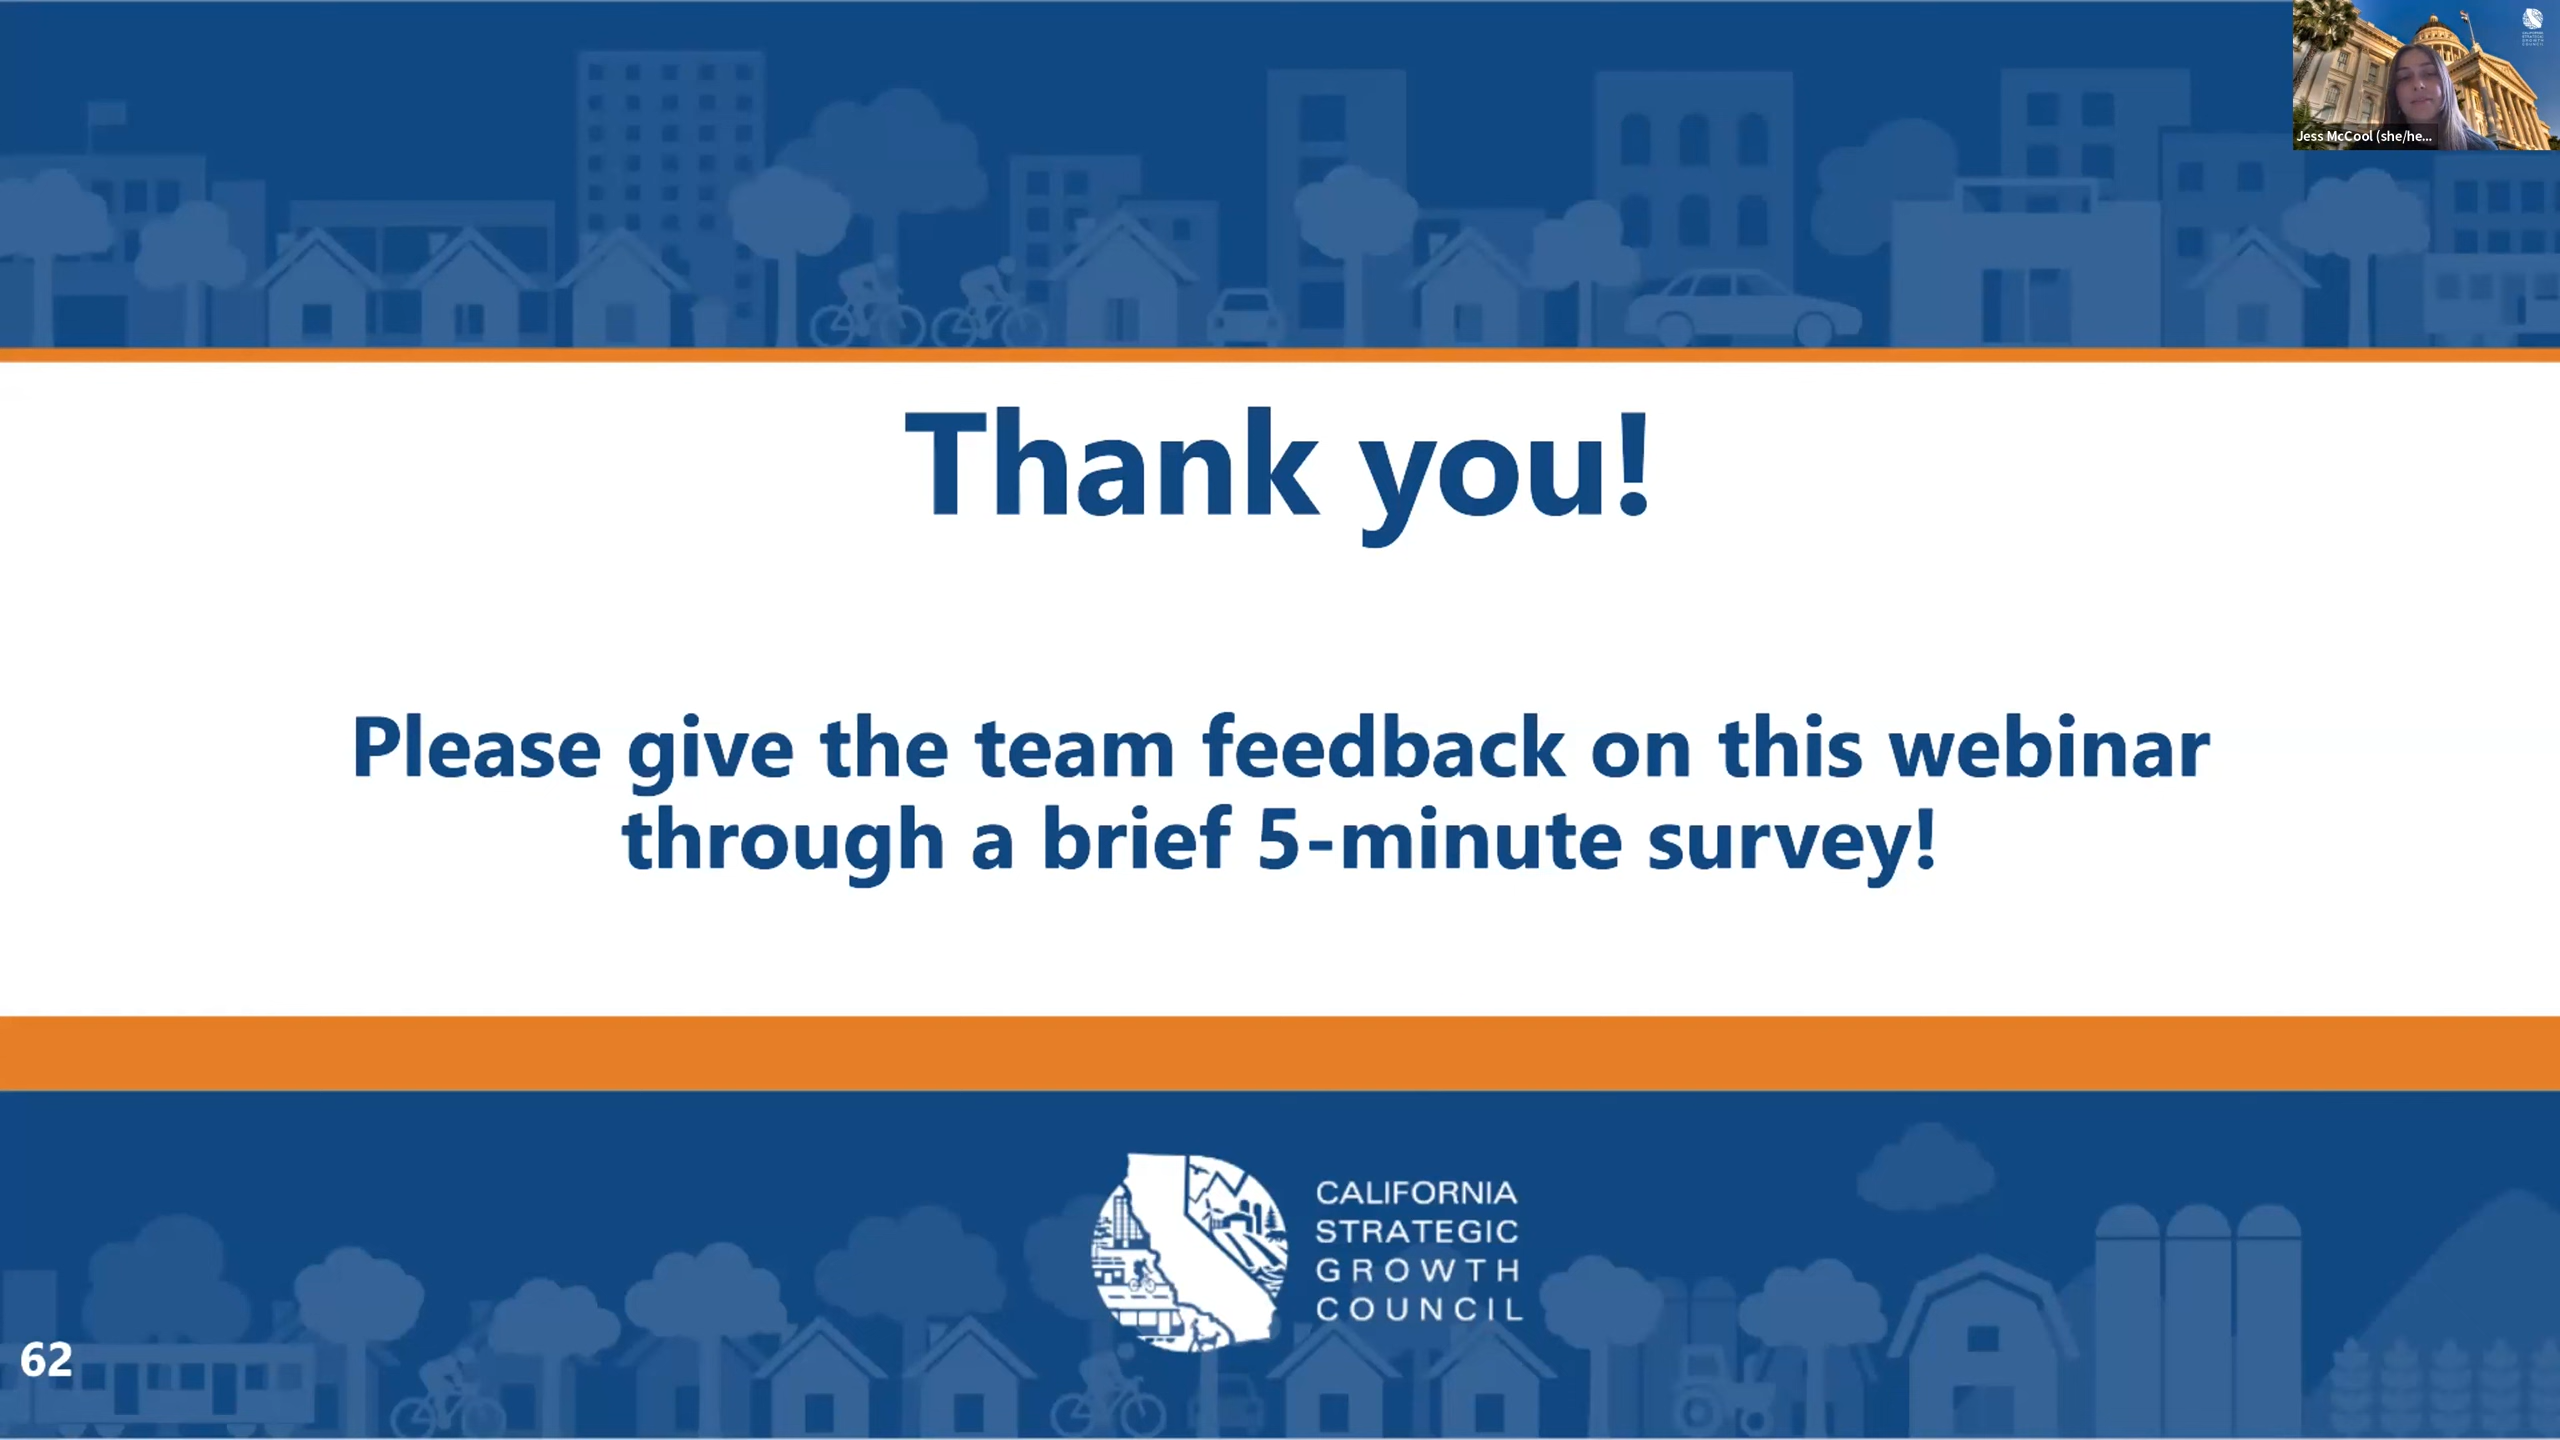 Jess McCool (she/he...
Thank you!
Please give the team feedback on this webinar
through a brief 5-minute survey!
CALIFORNIA
STRATEGIC
GROWTH
COUNCIL
62